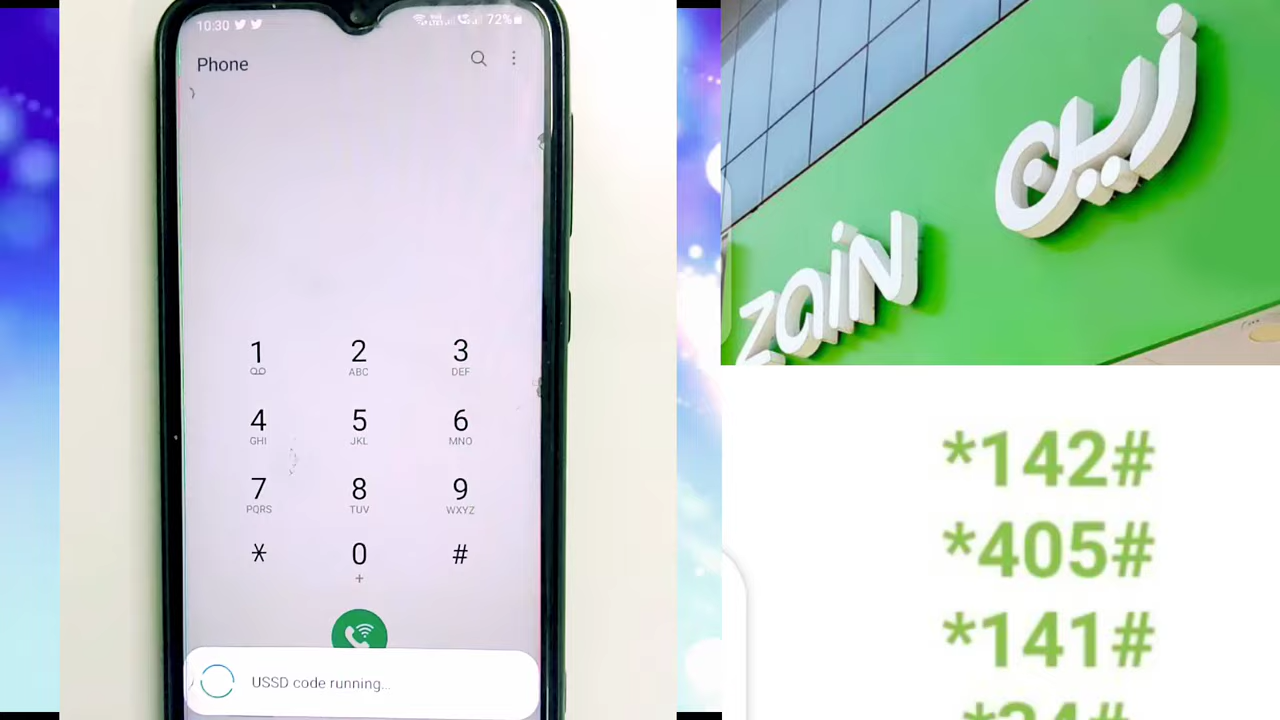 10:30
72%
Phone
1
2
ABC
3
DEF
4
GHI
5
JKL
6
MNO
7
PQRS
8
TUV
9
WXYZ
*
0
+
#
USSD code running...
زين
zain
*142#
*405#
*141#